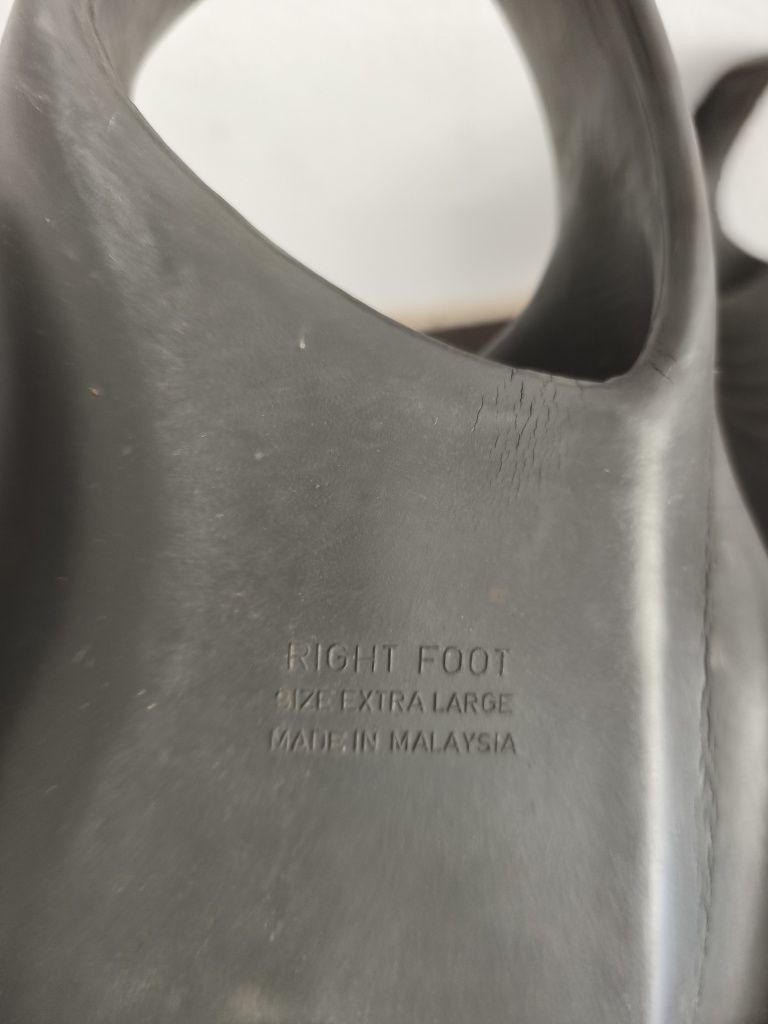 RIGHT FOOT
SIZE EXTRA LARGE
MADE IN MALAYSIA